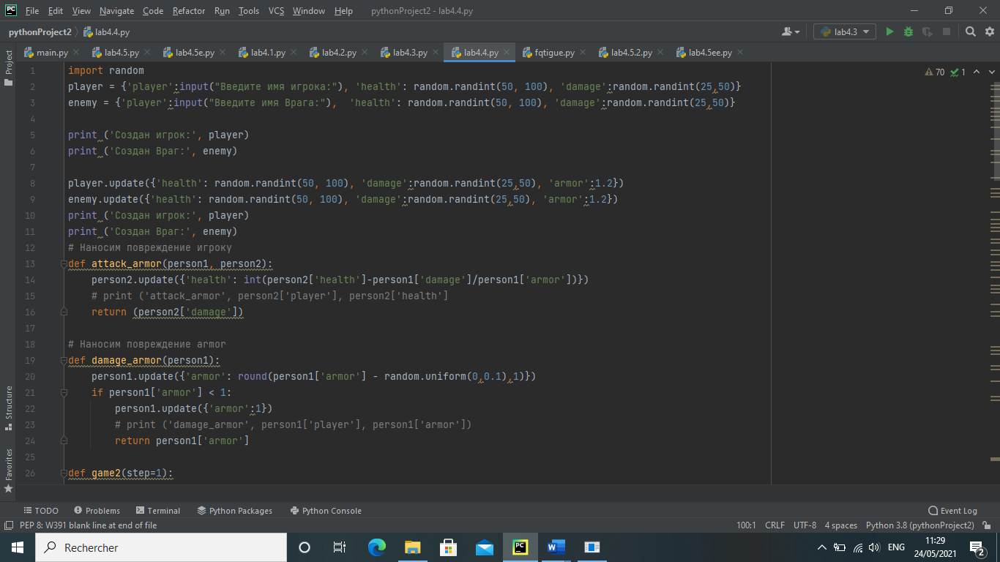 File Edit View Navigate Code Refactor Run Tools VCS Window Help pythonProject2 - lab4.4.py
pythonProject2 lab4.4.py lab4.3
main.py lab4.5.py lab4.5e.py lab4.1.py lab4.2.py lab4.3.py lab4.4.py fqtigue.py lab4.5.2.py lab4.5ee.py
Project
70 1
1 import random
2 player = {'player':input("Введите имя игрока:"), 'health': random.randint(50, 100), 'damage':random.randint(25,50)}
3 enemy = {'player':input("Введите имя Врага:"),  'health': random.randint(50, 100), 'damage':random.randint(25,50)}
4
5 print ('Создан игрок:', player)
6 print ('Создан Враг:', enemy)
7
8 player.update({'health': random.randint(50, 100), 'damage':random.randint(25,50), 'armor':1.2})
9 enemy.update({'health': random.randint(50, 100), 'damage':random.randint(25,50), 'armor':1.2})
10 print ('Создан игрок:', player)
11 print ('Создан Враг:', enemy)
12 # Наносим повреждение игроку
13 def attack_armor(person1, person2):
14     person2.update({'health': int(person2['health']-person1['damage']/person1['armor'])})
15     # print ('attack_armor', person2['player'], person2['health']
16     return (person2['damage'])
17
18 # Наносим повреждение armor
19 def damage_armor(person1):
20     person1.update({'armor': round(person1['armor'] - random.uniform(0,0.1),1)})
21     if person1['armor'] < 1:
22         person1.update({'armor':1})
23         # print ('damage_armor', person1['player'], person1['armor'])
24         return person1['armor']
25
26 def game2(step=1):
Structure
Favorites
TODO Problems Terminal Python Packages Python Console Event Log
PEP 8: W391 blank line at end of file 100:1 CRLF UTF-8 4 spaces Python 3.8 (pythonProject2)
Rechercher
ENG
11:29
24/05/2021
2